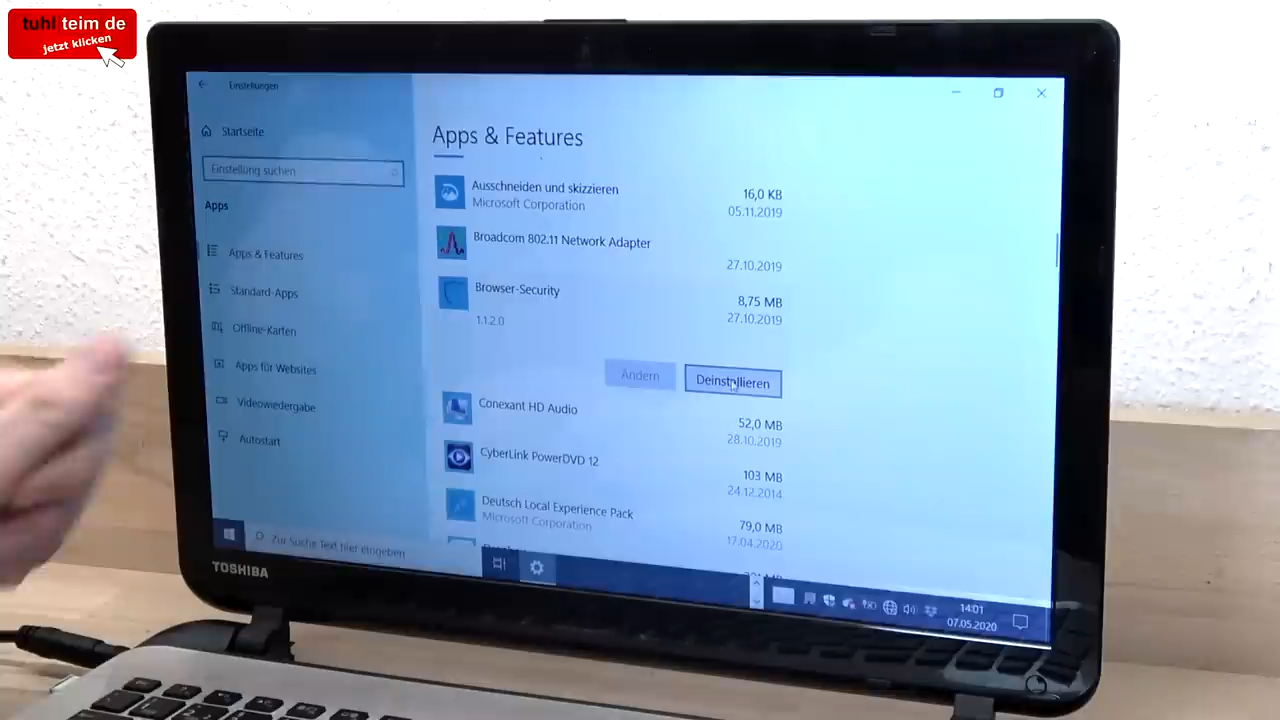 tuhl teim de
jetzt klicken
Einstellungen
Startseite
Einstellung suchen
Apps
Apps & Features
Standard-Apps
Offline-Karten
Apps für Websites
Videowiedergabe
Autostart
Apps & Features
Ausschneiden und skizzieren
16,0 KB
Microsoft Corporation
05.11.2019
Broadcom 802.11 Network Adapter
27.10.2019
Browser-Security
8,75 MB
27.10.2019
1.1.2.0
Ändern
Deinstallieren
Conexant HD Audio
52,0 MB
28.10.2019
CyberLink PowerDVD 12
103 MB
24.12.2014
Deutsch Local Experience Pack
79,0 MB
Microsoft Corporation
17.04.2020
Zur Suche Text hier eingeben
14:01
07.05.2020
TOSHIBA